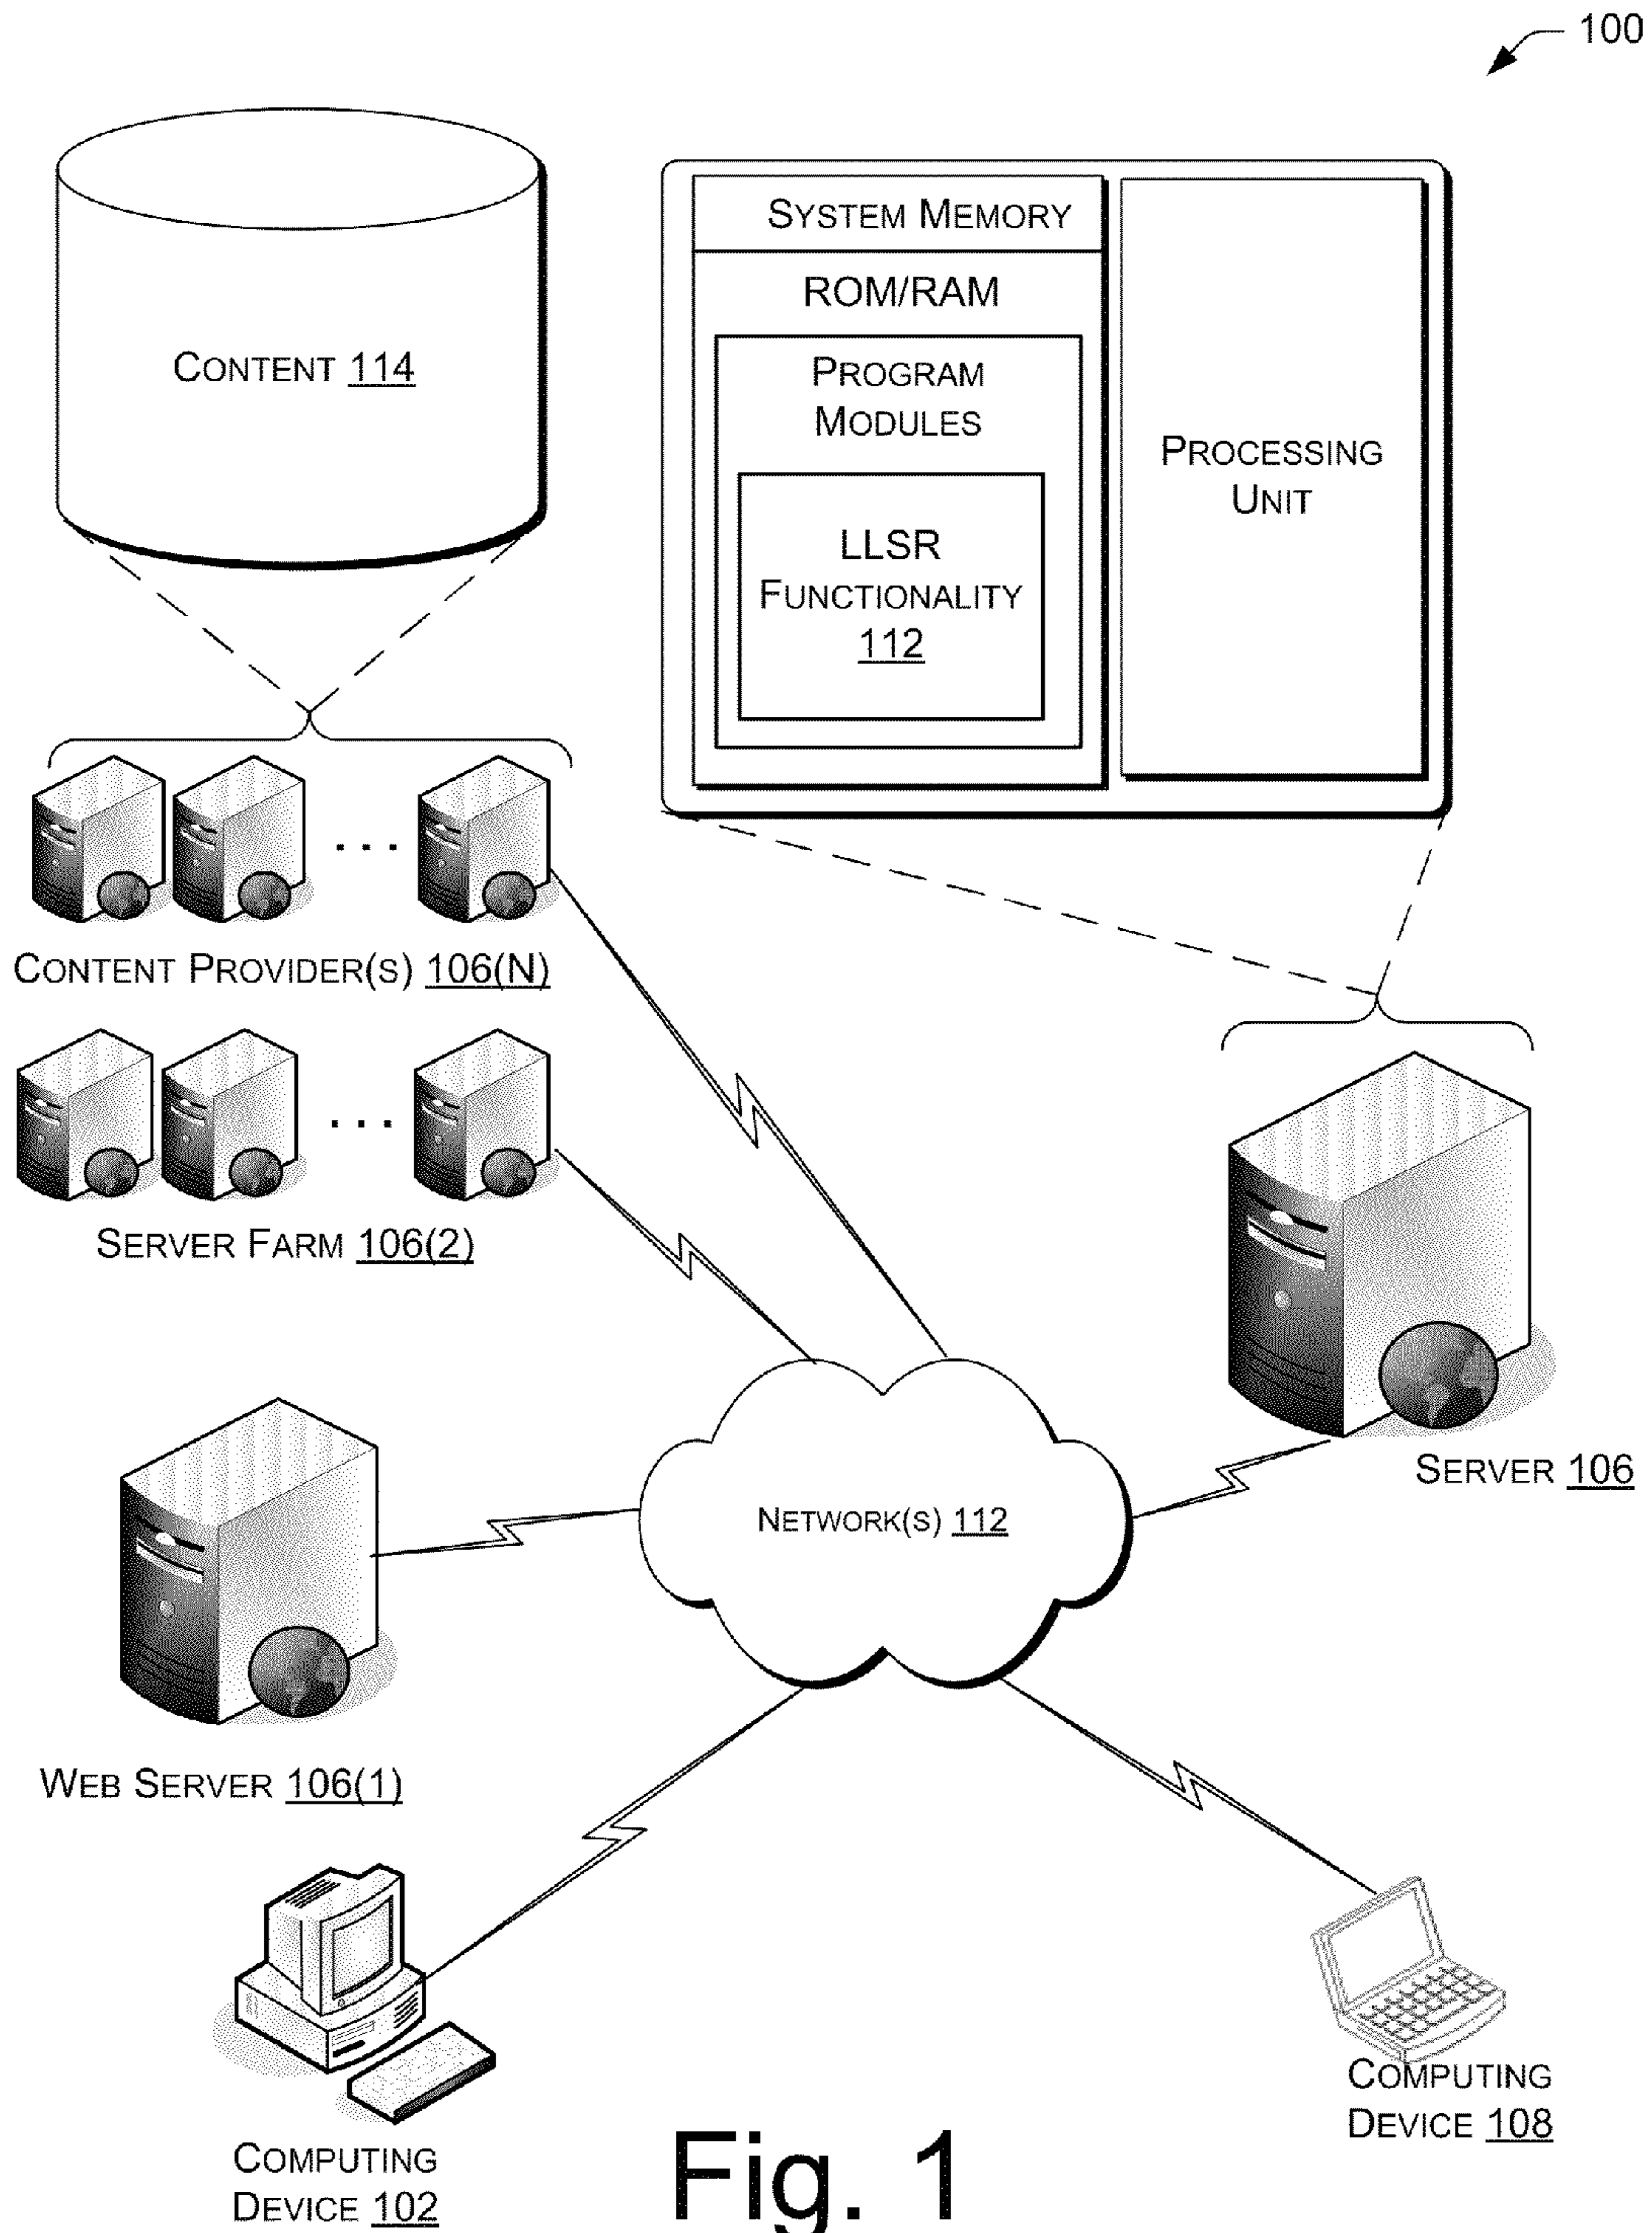 100
CONTENT 114
SYSTEM MEMORY
ROM/RAM
PROGRAM
MODULES
LLSR
FUNCTIONALITY
112
PROCESSING
UNIT
CONTENT PROVIDER(S) 106(N)
SERVER FARM 106(2)
SERVER 106
NETWORK(S) 112
WEB SERVER 106(1)
COMPUTING
DEVICE 108
COMPUTING
DEVICE 102
Fig. 1